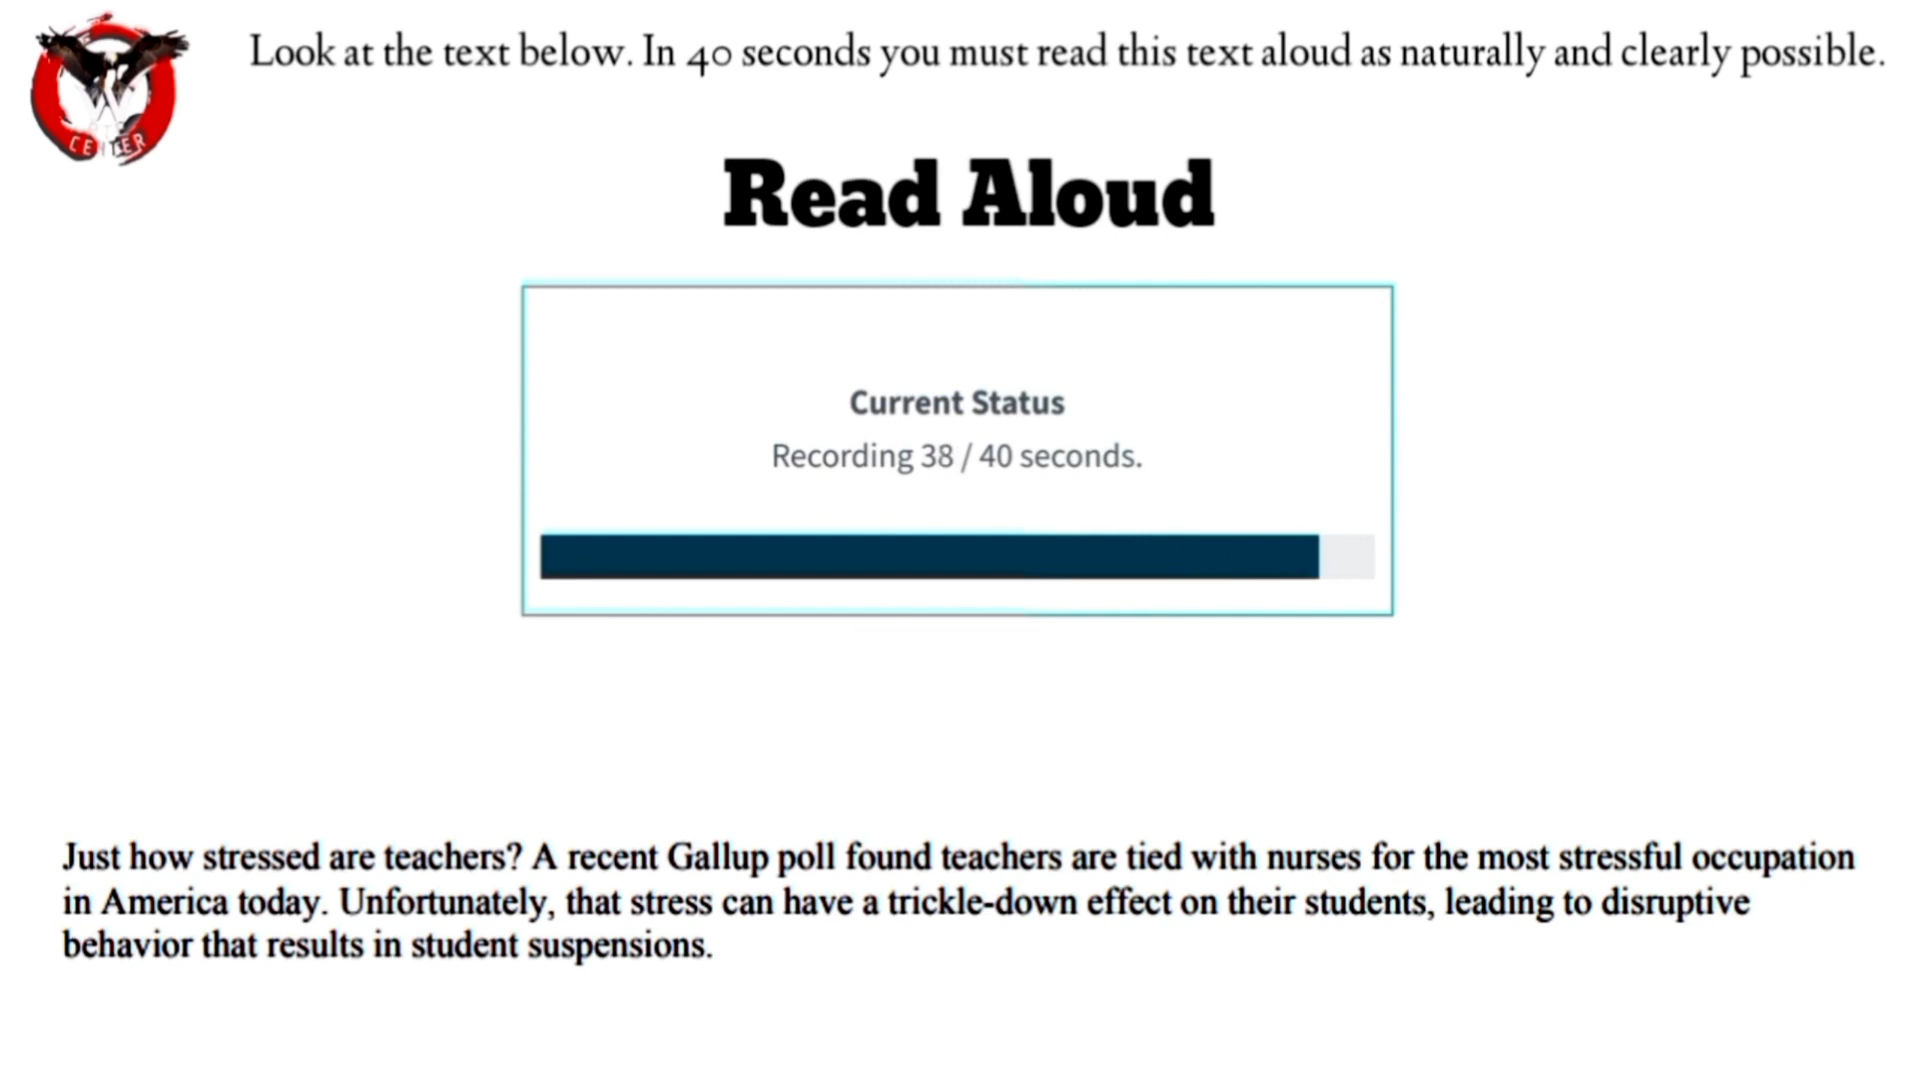 Look at the text below. In 40 seconds you must read this text aloud as naturally and clearly possible.
CENTER
Read Aloud
Current Status
Recording 38 / 40 seconds.
Just how stressed are teachers? A recent Gallup poll found teachers are tied with nurses for the most stressful occupation
in America today. Unfortunately, that stress can have a trickle-down effect on their students, leading to disruptive
behavior that results in student suspensions.